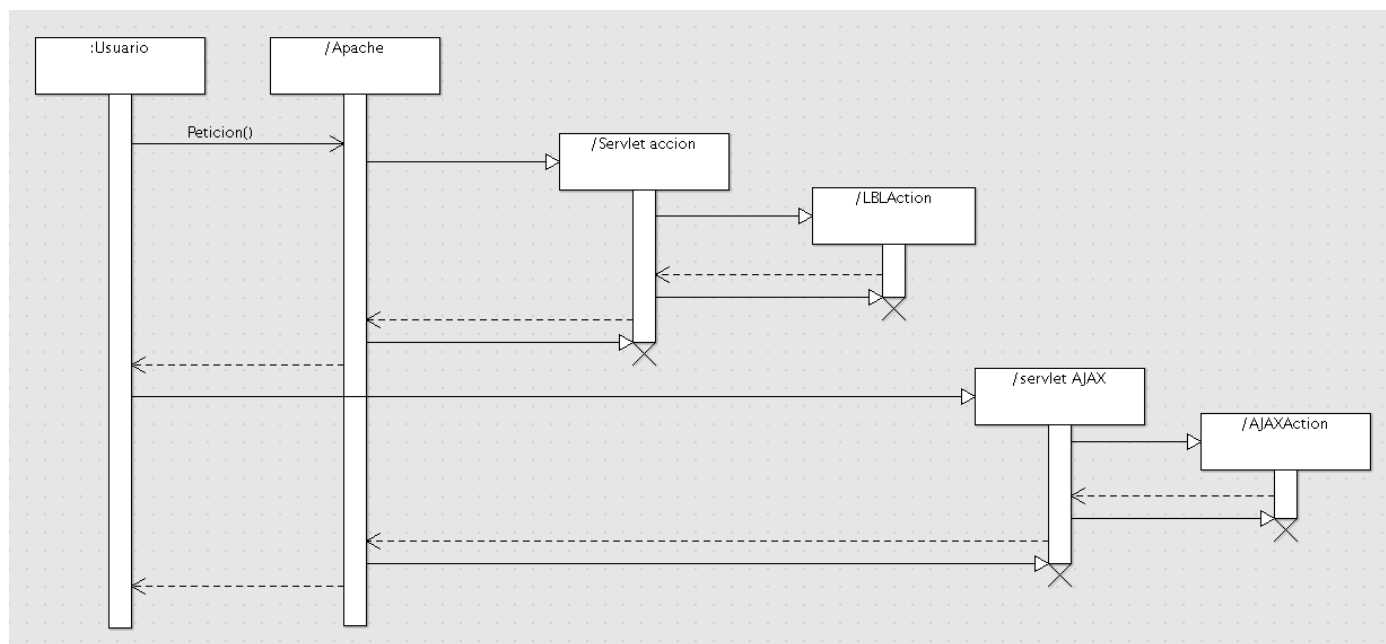 :Usuario
/Apache
Peticion()
/Servlet accion
/LBLAction
/servlet AJAX
/AJAXAction